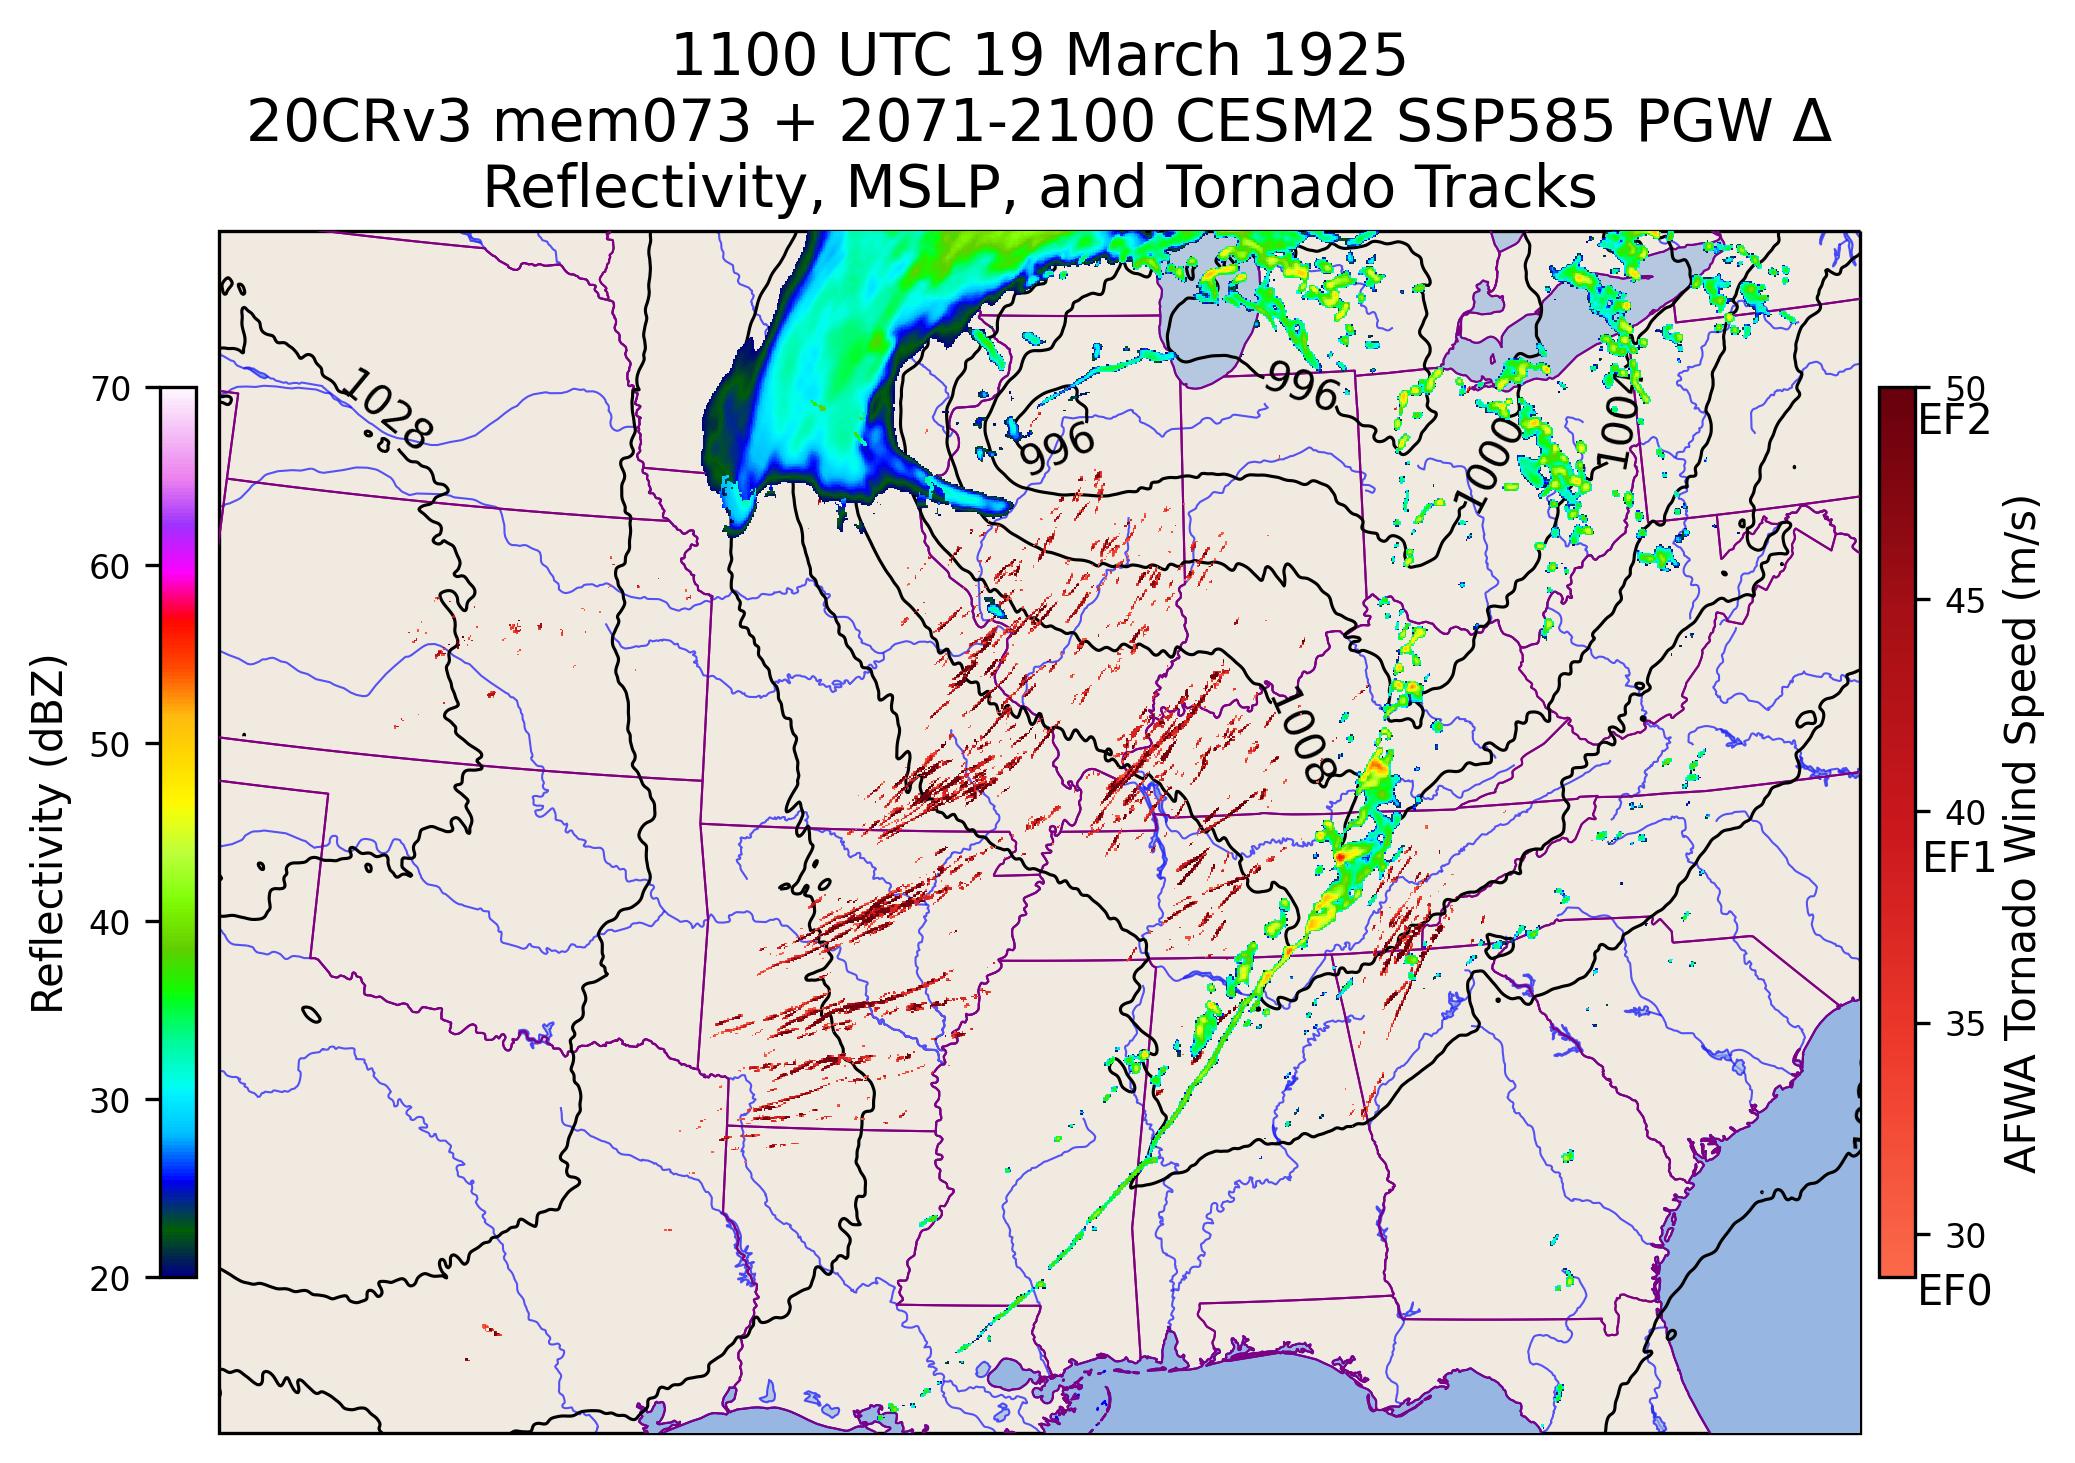 1100 UTC 19 March 1925
20CRv3 mem073 + 2071-2100 CESM2 SSP585 PGW Δ
Reflectivity, MSLP, and Tornado Tracks
Reflectivity (dBZ)
70
60
50
40
30
20
1028
996
996
1000
1004
1008
50
EF2
45
40
EF1
35
30
EF0
AFWA Tornado Wind Speed (m/s)